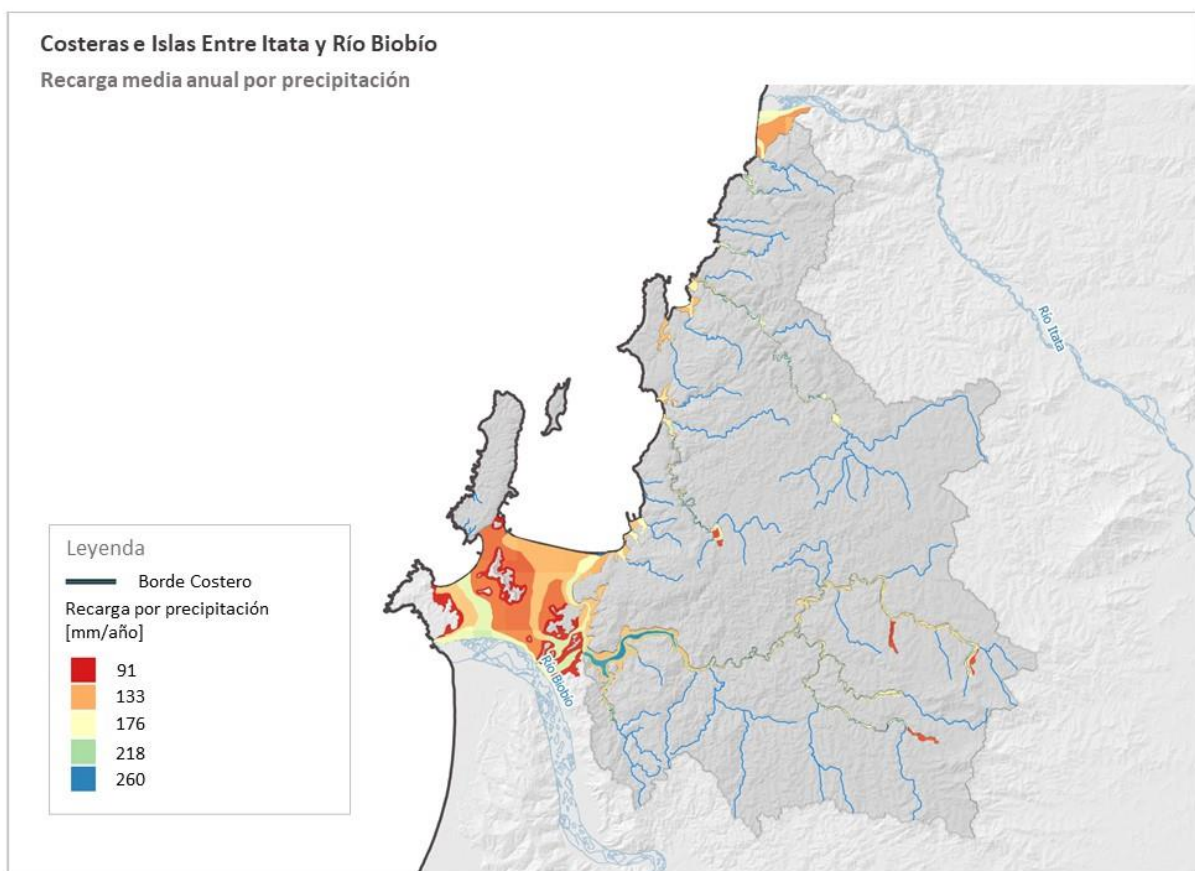 Costeras e Islas Entre Itata y Río Biobío
Recarga media anual por precipitación
Río Itata
Río Biobío
Leyenda
Borde Costero
Recarga por precipitación
[mm/año]
91
133
176
218
260